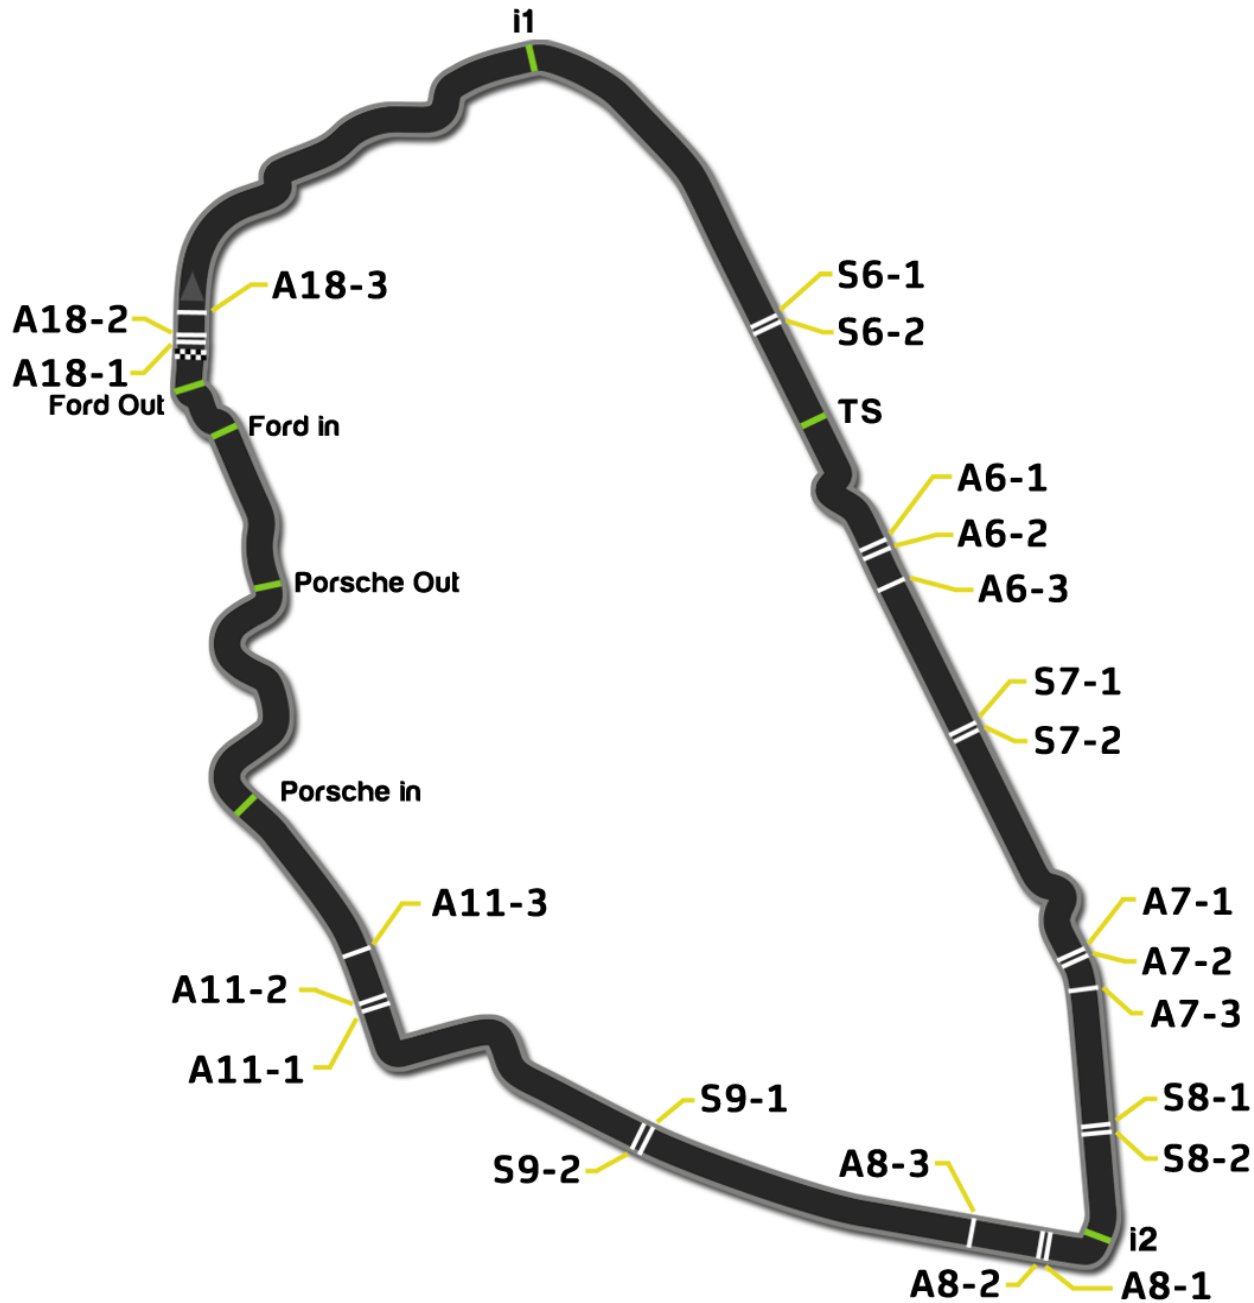 i1
S6-1
A18-3
A18-2
S6-2
A18-1
Ford Out
TS
Ford in
A6-1
A6-2
Porsche Out
A6-3
S7-1
S7-2
Porsche in
A11-3
A7-1
A7-2
A11-2
A7-3
A11-1
S9-1
S8-1
S8-2
A8-3
S9-2
i2
A8-2
A8-1